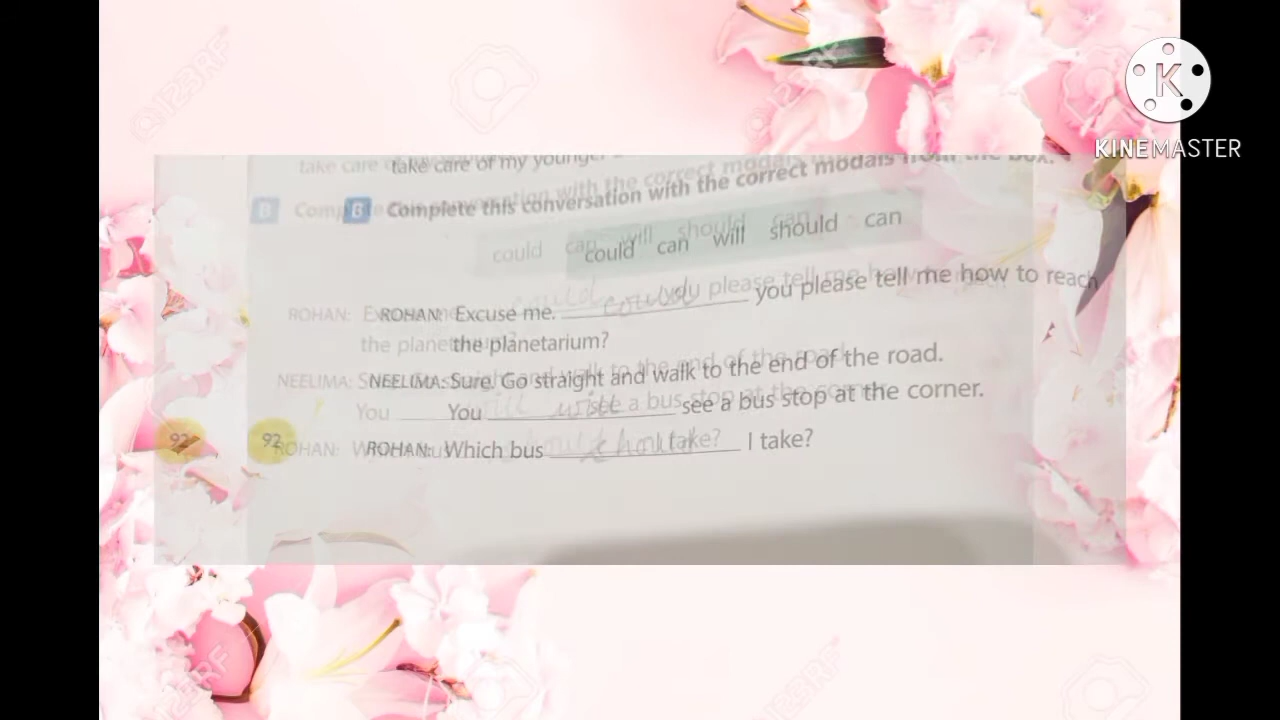 KINEMASTER
take care of my younger
B Complete this conversation with the correct modals from the box.
could can will should can
ROHAN: Excuse me. could you please tell me how to reach
the planetarium?
NEELIMA: Sure. Go straight and walk to the end of the road.
You will see a bus stop at the corner.
92
ROHAN: Which bus should I take?